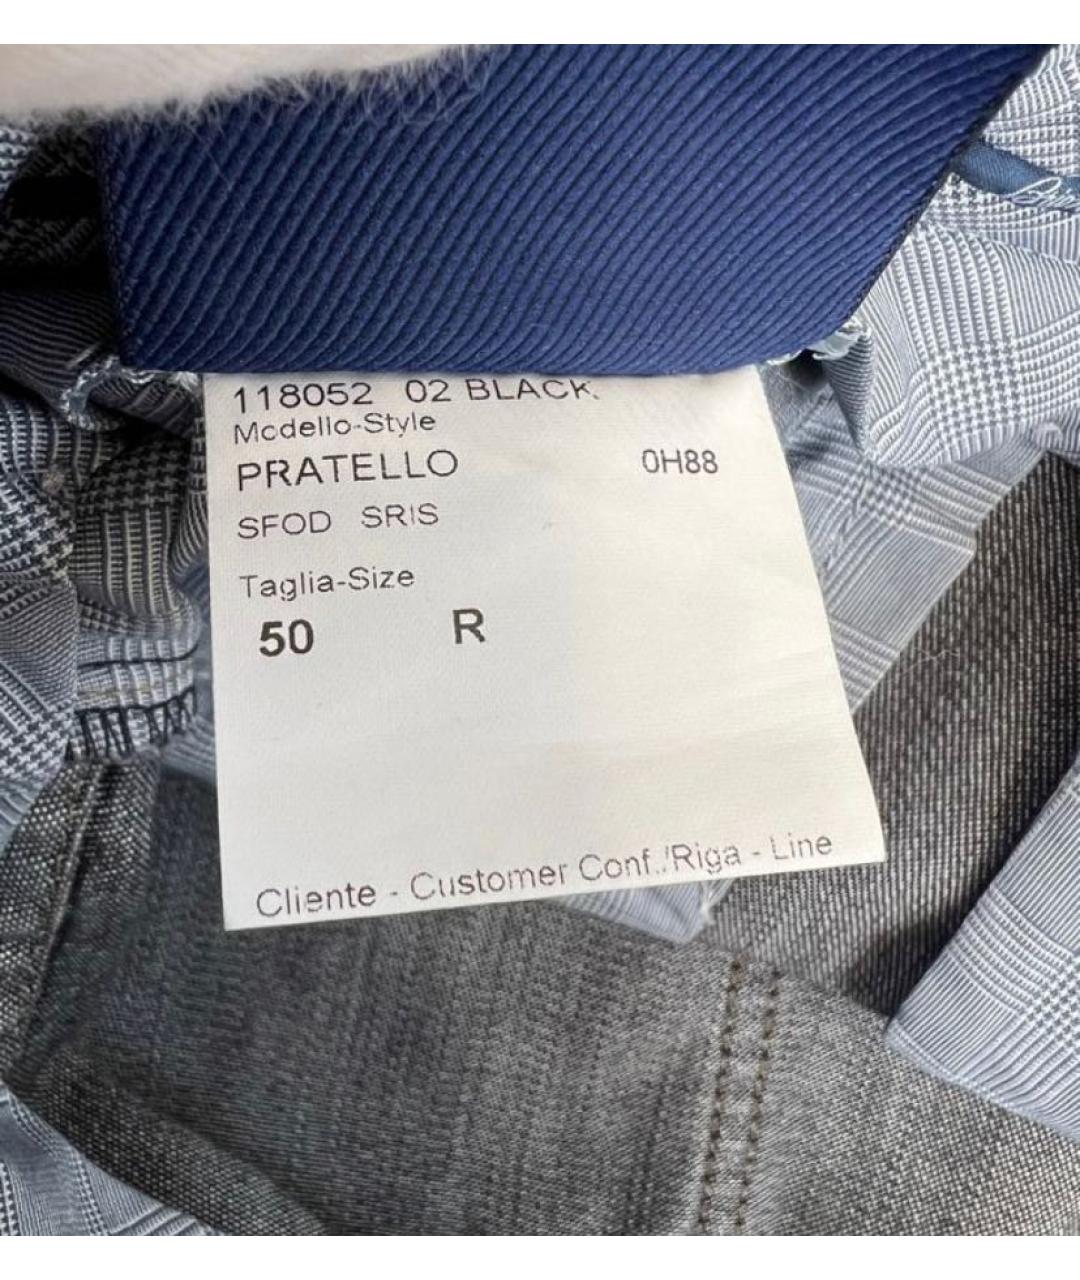 118052 02 BLACK
Modello-Style
PRATELLO 0H88
SFOD SRIS
Taglia-Size
50 R
Cliente - Customer Conf./Riga - Line